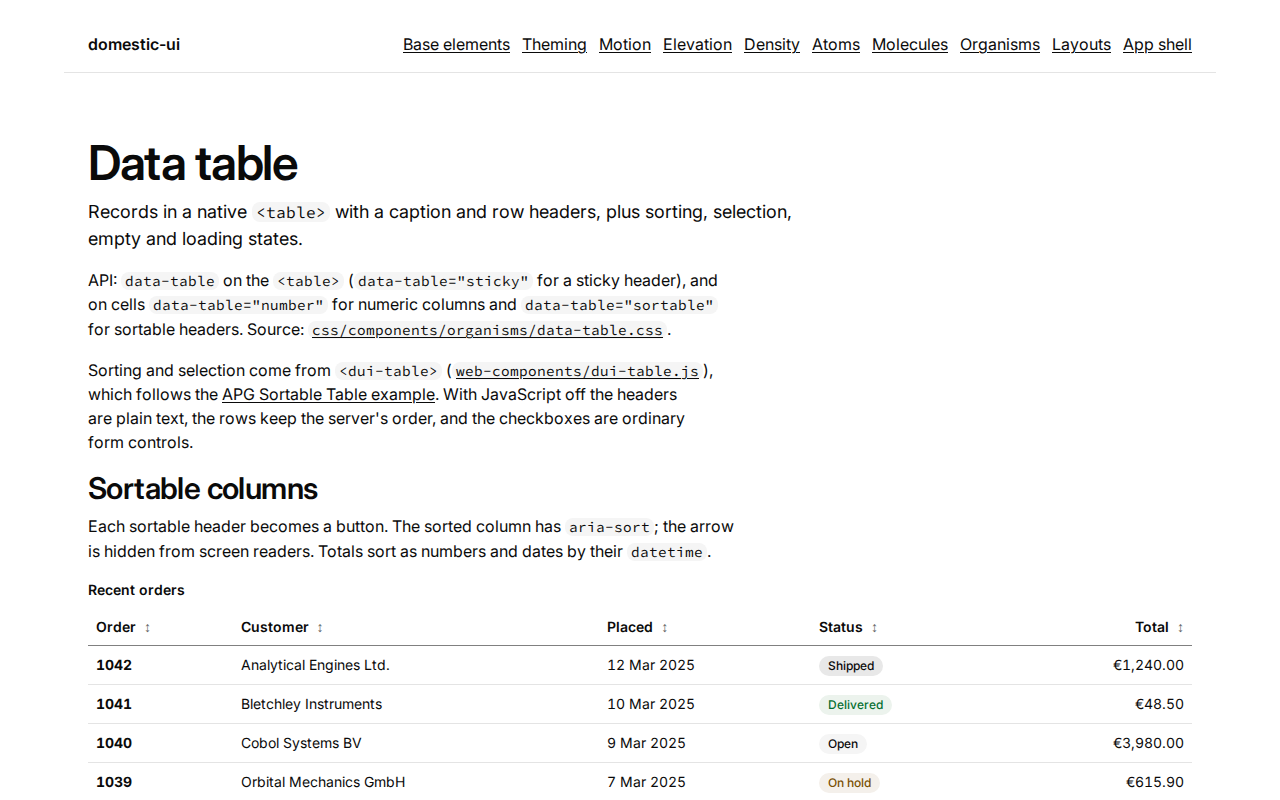 domestic-ui Base elements Theming Motion Elevation Density Atoms Molecules Organisms Layouts App shell
Data table
Records in a native <table> with a caption and row headers, plus sorting, selection,
empty and loading states.
API: data-table on the <table> ( data-table="sticky" for a sticky header), and
on cells data-table="number" for numeric columns and data-table="sortable"
for sortable headers. Source: css/components/organisms/data-table.css .
Sorting and selection come from <dui-table> ( web-components/dui-table.js ),
which follows the APG Sortable Table example. With JavaScript off the headers
are plain text, the rows keep the server's order, and the checkboxes are ordinary
form controls.
Sortable columns
Each sortable header becomes a button. The sorted column has aria-sort ; the arrow
is hidden from screen readers. Totals sort as numbers and dates by their datetime .
Recent orders
Order ↕ Customer ↕ Placed ↕ Status ↕ Total ↕
1042 Analytical Engines Ltd. 12 Mar 2025 Shipped €1,240.00
1041 Bletchley Instruments 10 Mar 2025 Delivered €48.50
1040 Cobol Systems BV 9 Mar 2025 Open €3,980.00
1039 Orbital Mechanics GmbH 7 Mar 2025 On hold €615.90